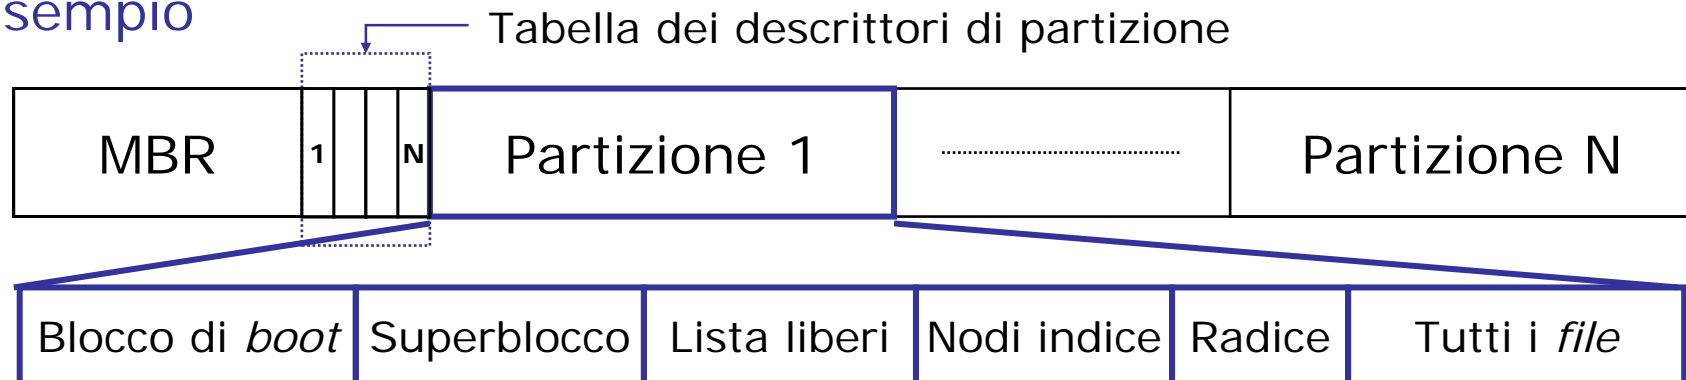 sempio
Tabella dei descrittori di partizione
MBR 1 N Partizione 1 Partizione N
Blocco di boot Superblocco Lista liberi Nodi indice Radice Tutti i file